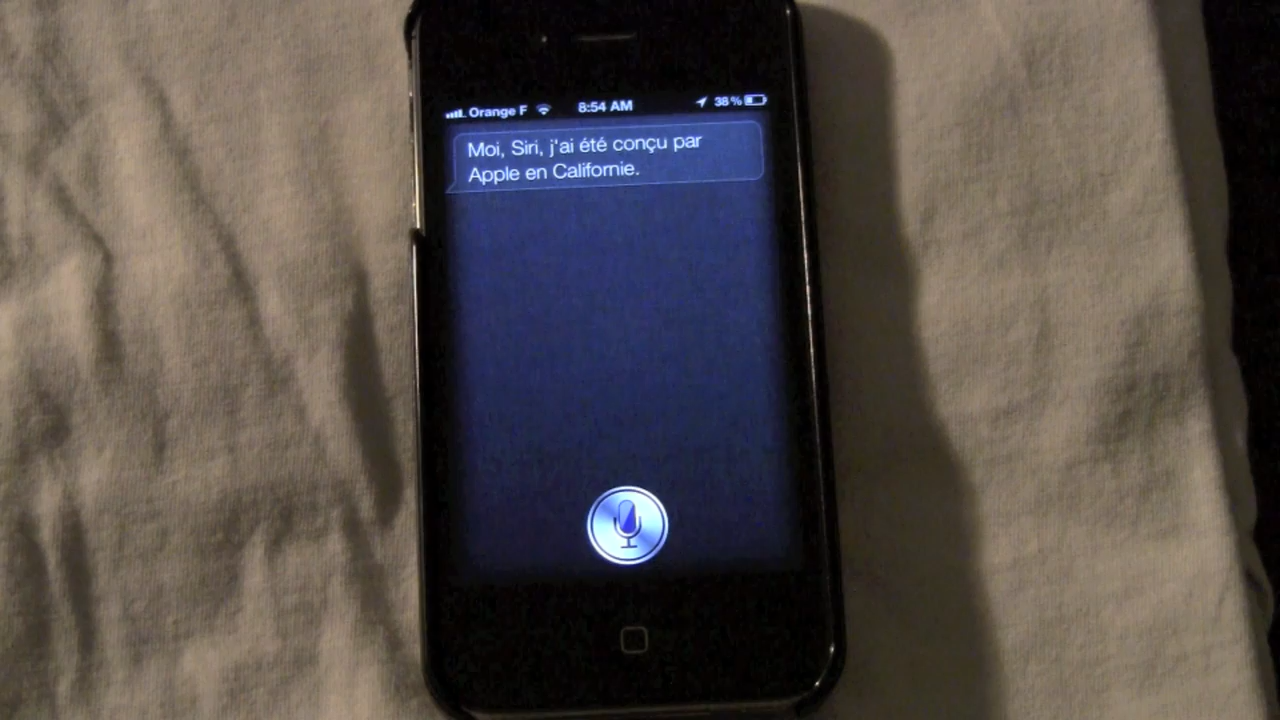 Orange F 8:54 AM 38%
Moi, Siri, j'ai été conçu par
Apple en Californie.